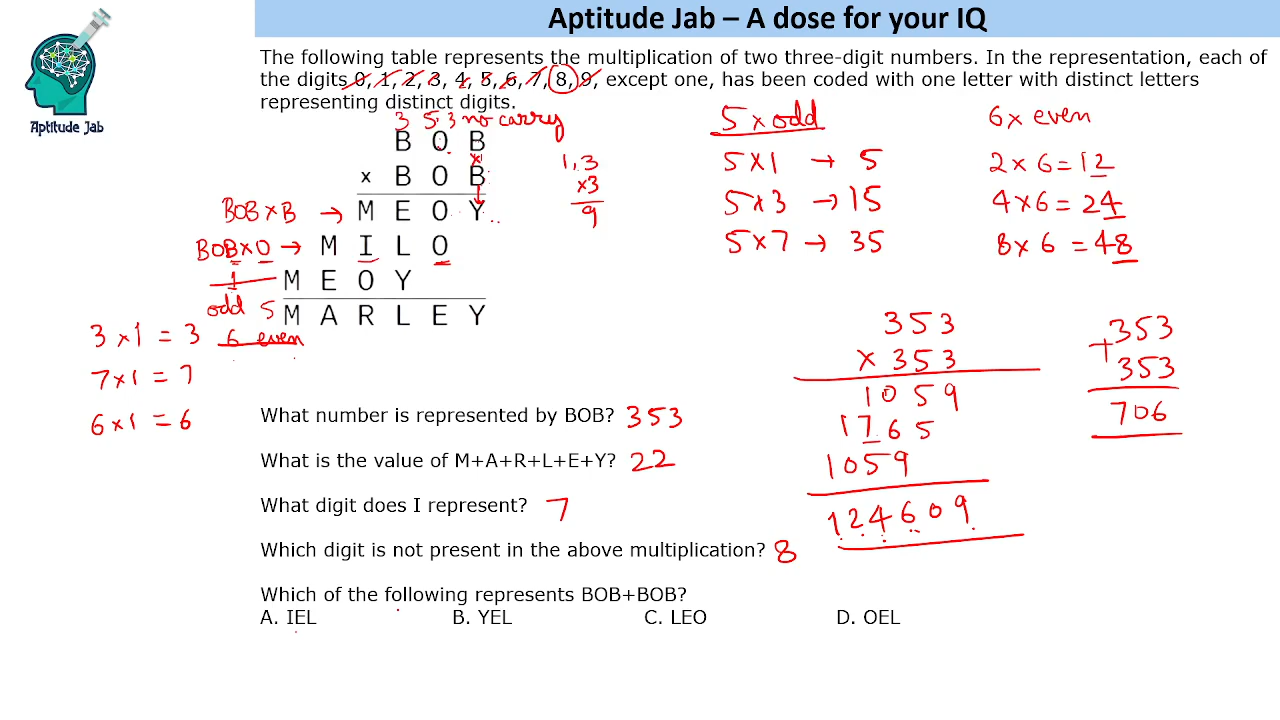 Aptitude Jab – A dose for your IQ
Aptitude Jab
The following table represents the multiplication of two three-digit numbers. In the representation, each of
the digits 0, 1, 2, 3, 4, 5, 6, 7, 8, 9, except one, has been coded with one letter with distinct letters
representing distinct digits.
3 5 3 no carry
B O B
x B O B
BOB×B → M E O Y
BOB×O → M I L O
1 M E O Y
odd 5 M A R L E Y
6 even
1,3
×3
9
3 ×1 = 3
7 ×1 = 7
6 ×1 = 6
5 × odd
5×1 → 5
5×3 → 15
5×7 → 35
6× even
2 × 6 = 12
4 × 6 = 24
8 × 6 = 48
353
× 353
1059
1765
1059
124609
353
+ 353
706
What number is represented by BOB? 353
What is the value of M+A+R+L+E+Y? 22
What digit does I represent? 7
Which digit is not present in the above multiplication? 8
Which of the following represents BOB+BOB?
A. IEL B. YEL C. LEO D. OEL